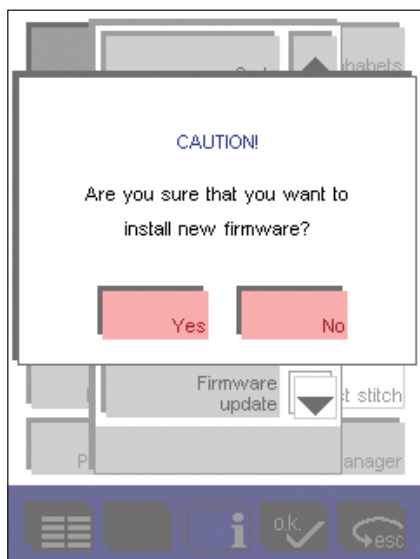 CAUTION!
Are you sure that you want to
install new firmware?
Yes
No
Firmware
update
i
o.k.
esc